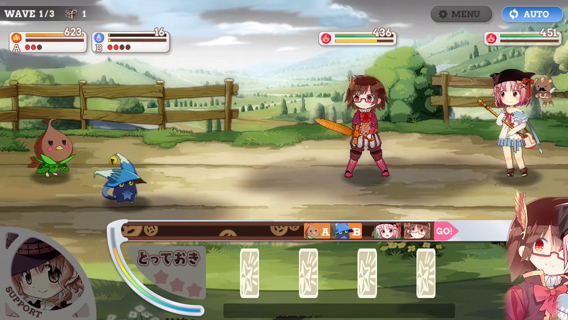 WAVE 1/3 1
MENU
AUTO
623
16
436
451
A
B
A
B
GO!
とっておき
SUPPORT